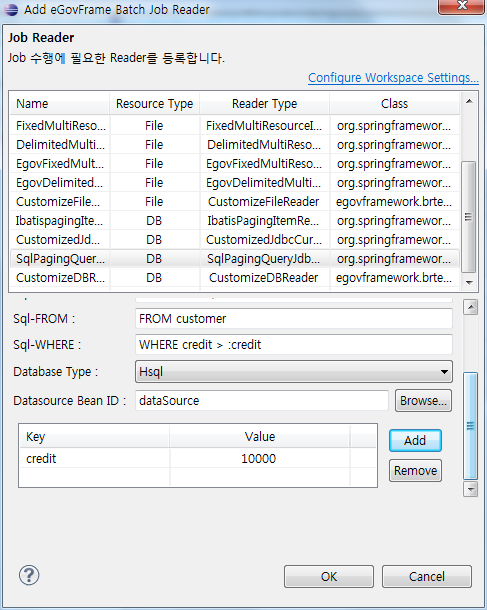 Add eGovFrame Batch Job Reader
Job Reader
Job 수행에 필요한 Reader를 등록합니다.
Configure Workspace Settings...
Name Resource Type Reader Type Class
FixedMultiReso... File FixedMultiResourceI... org.springframewor...
DelimitedMulti... File DelimitedMultiResou... org.springframewor...
EgovFixedMult... File EgovFixedMultiReso... org.springframewor...
EgovDelimited... File EgovDelimitedMulti... org.springframewor...
CustomizeFile... File CustomizeFileReader egovframework.brte...
IbatispagingIte... DB IbatisPagingItemRe... org.springframewor...
CustomizedJd... DB CustomizedJdbcCur... org.springframewor...
SqlPagingQuer... DB SqlPagingQueryJdb... org.springframewor...
CustomizeDBR... DB CustomizeDBReader egovframework.brte...
Sql-FROM : FROM customer
Sql-WHERE : WHERE credit > :credit
Database Type : Hsql
Datasource Bean ID : dataSource Browse...
Key Value Add
credit 10000
Remove
? OK Cancel